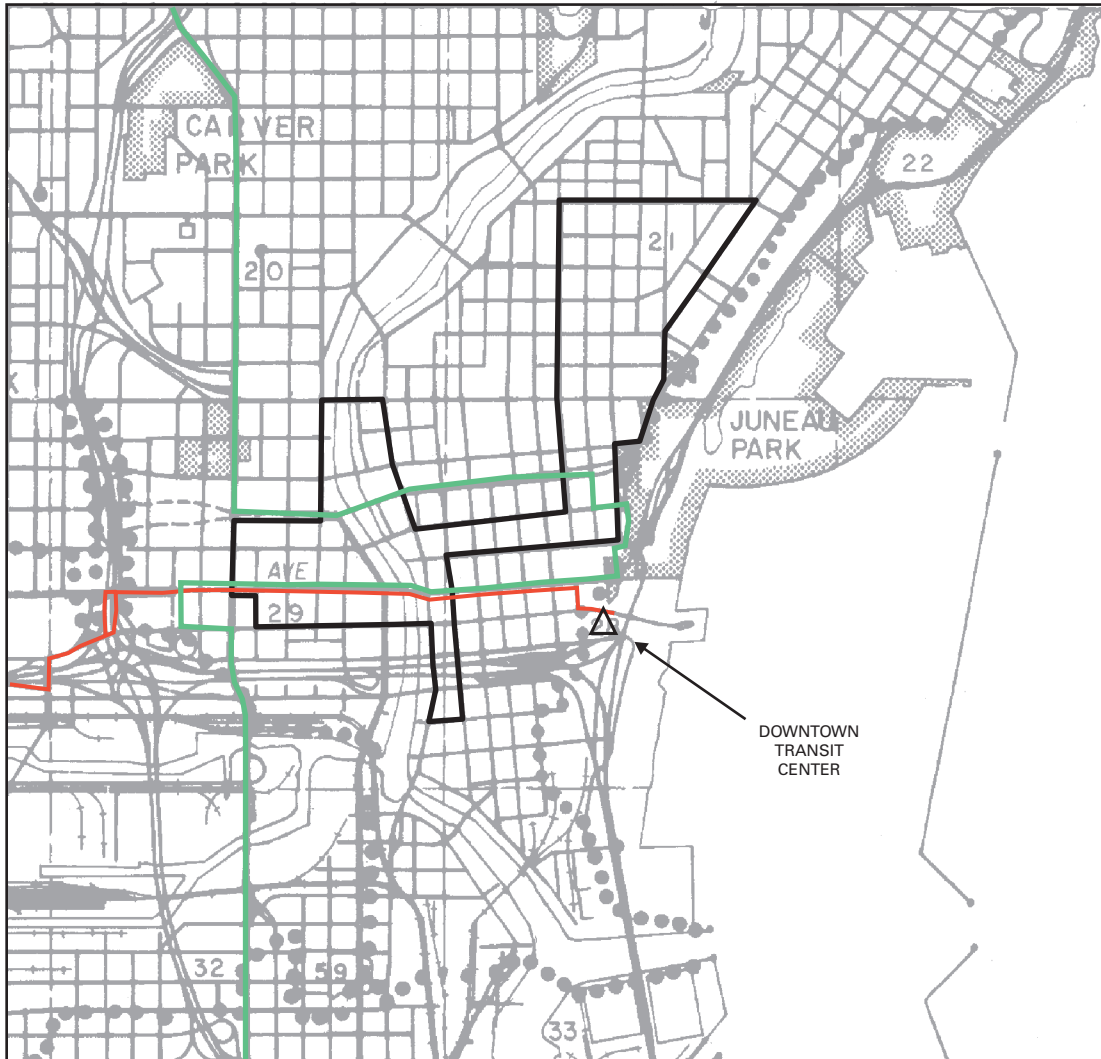 CARVER
PARK
20
21
22
JUNEAU
PARK
AVE
29
DOWNTOWN
TRANSIT
CENTER
32
59
33